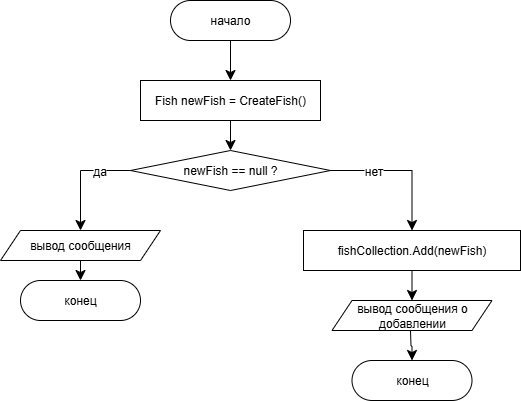 начало
Fish newFish = CreateFish()
newFish == null ?
да
нет
вывод сообщения
fishCollection.Add(newFish)
конец
вывод сообщения о
добавлении
конец